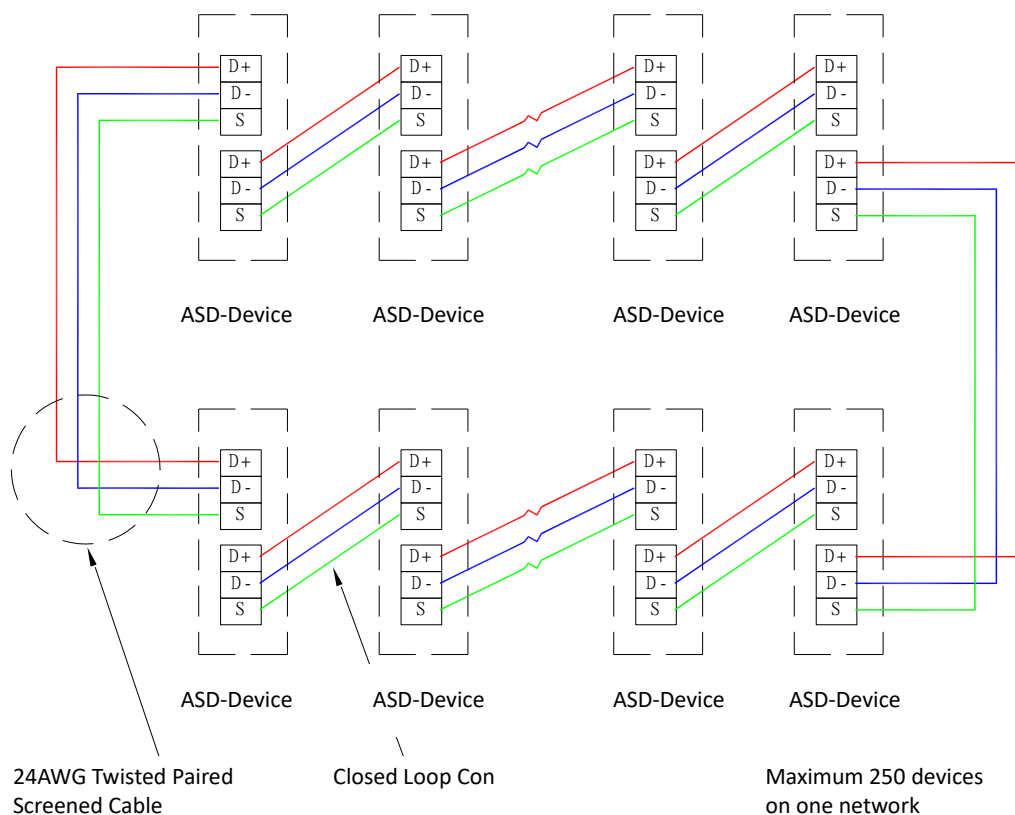 D+ D+ D+ D+
D- D- D- D-
S S S S
D+ D+ D+ D+
D- D- D- D-
S S S S
ASD-Device ASD-Device ASD-Device ASD-Device
D+ D+ D+ D+
D- D- D- D-
S S S S
D+ D+ D+ D+
D- D- D- D-
S S S S
ASD-Device ASD-Device ASD-Device ASD-Device
24AWG Twisted Paired
Screened Cable
Closed Loop Con
Maximum 250 devices
on one network